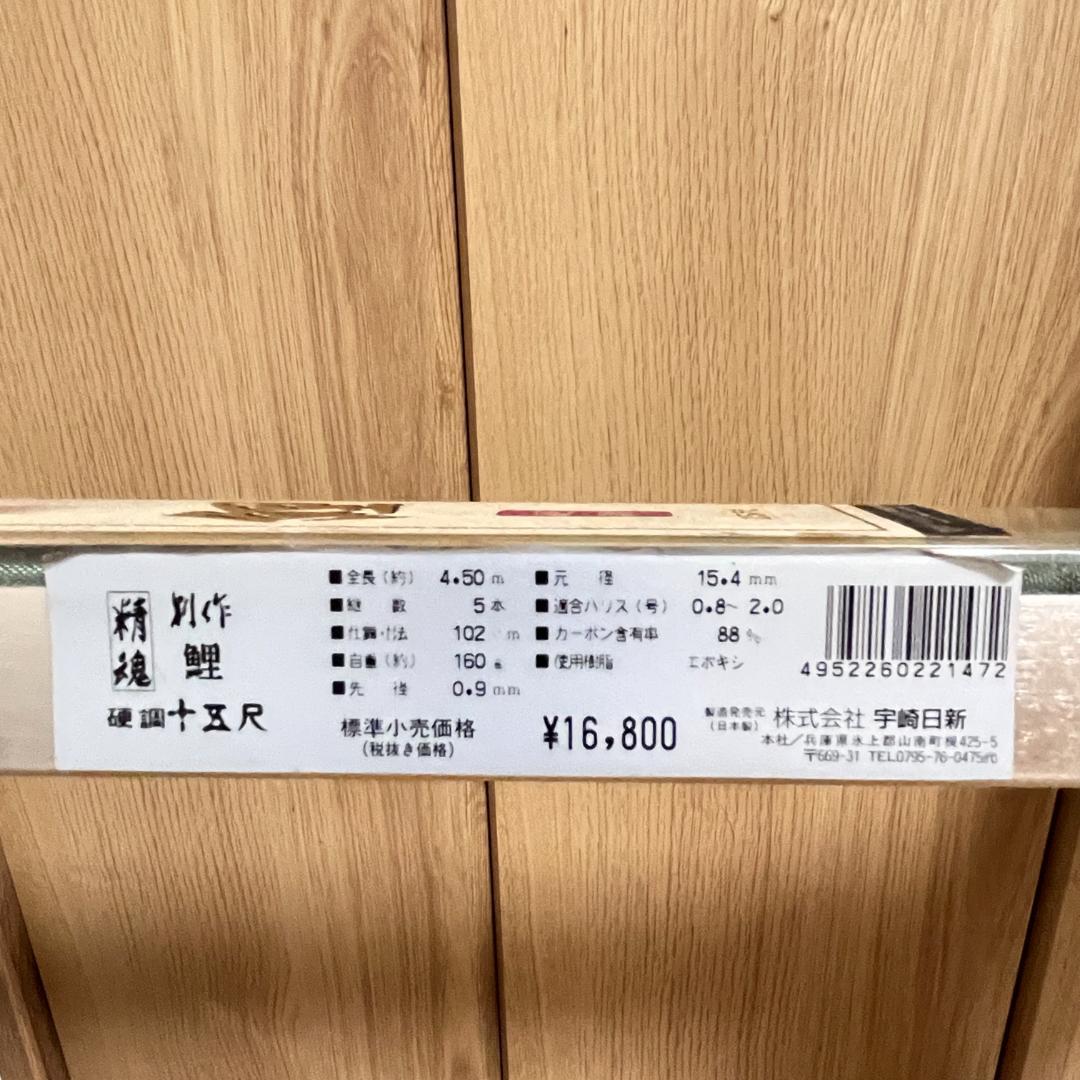 精魂
別作
鯉
硬調十五尺
■全長(約) 4.50 m
■継 数 5 本
■仕舞寸法 102 m
■自重(約) 160 g
■先 径 0.9 mm
■元 径 15.4 mm
■適合ハリス(号) 0.8~ 2.0
■カーボン含有率 88 %
■使用樹脂 エポキシ
標準小売価格
(税抜き価格)
¥16,800
4952260221472
製造発売元
(日本製)
株式会社 宇崎日新
本社/兵庫県氷上郡山南町梶425-5
〒669-31 TEL0795-76-0475